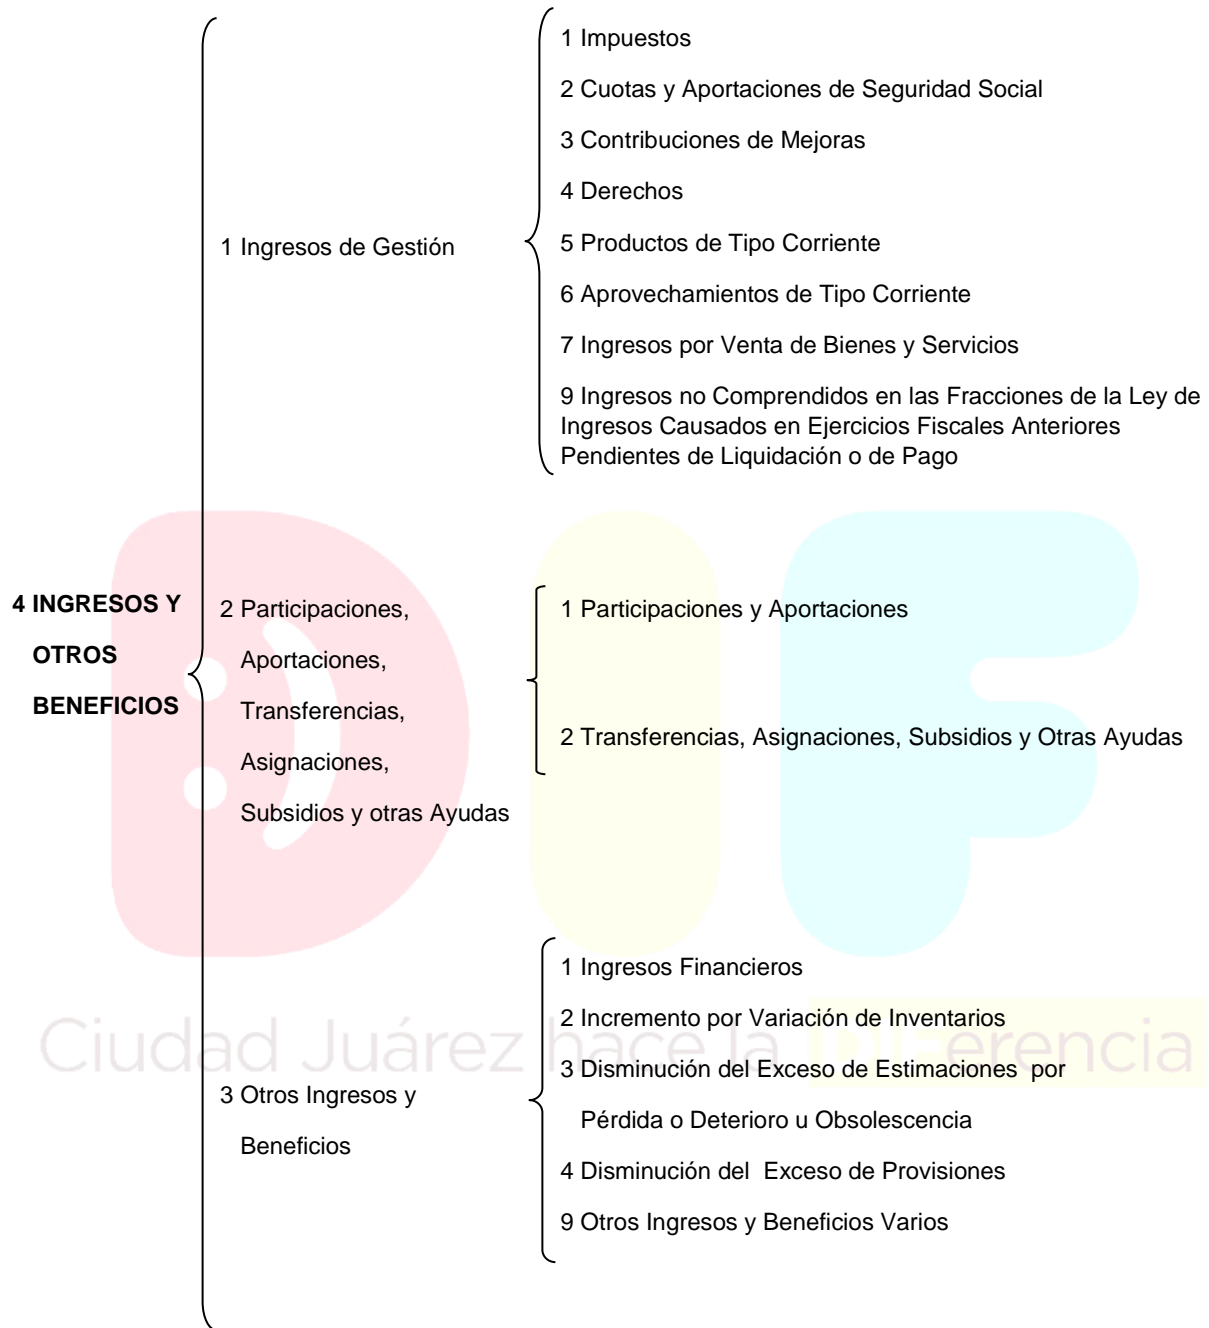 1 Impuestos
2 Cuotas y Aportaciones de Seguridad Social
3 Contribuciones de Mejoras
4 Derechos
1 Ingresos de Gestión
5 Productos de Tipo Corriente
6 Aprovechamientos de Tipo Corriente
7 Ingresos por Venta de Bienes y Servicios
9 Ingresos no Comprendidos en las Fracciones de la Ley de
Ingresos Causados en Ejercicios Fiscales Anteriores
Pendientes de Liquidación o de Pago
4 INGRESOS Y
OTROS
BENEFICIOS
2 Participaciones,
Aportaciones,
Transferencias,
Asignaciones,
Subsidios y otras Ayudas
1 Participaciones y Aportaciones
2 Transferencias, Asignaciones, Subsidios y Otras Ayudas
DIF
Ciudad Juárez hace la DIFerencia
3 Otros Ingresos y
Beneficios
1 Ingresos Financieros
2 Incremento por Variación de Inventarios
3 Disminución del Exceso de Estimaciones  por
Pérdida o Deterioro u Obsolescencia
4 Disminución del  Exceso de Provisiones
9 Otros Ingresos y Beneficios Varios